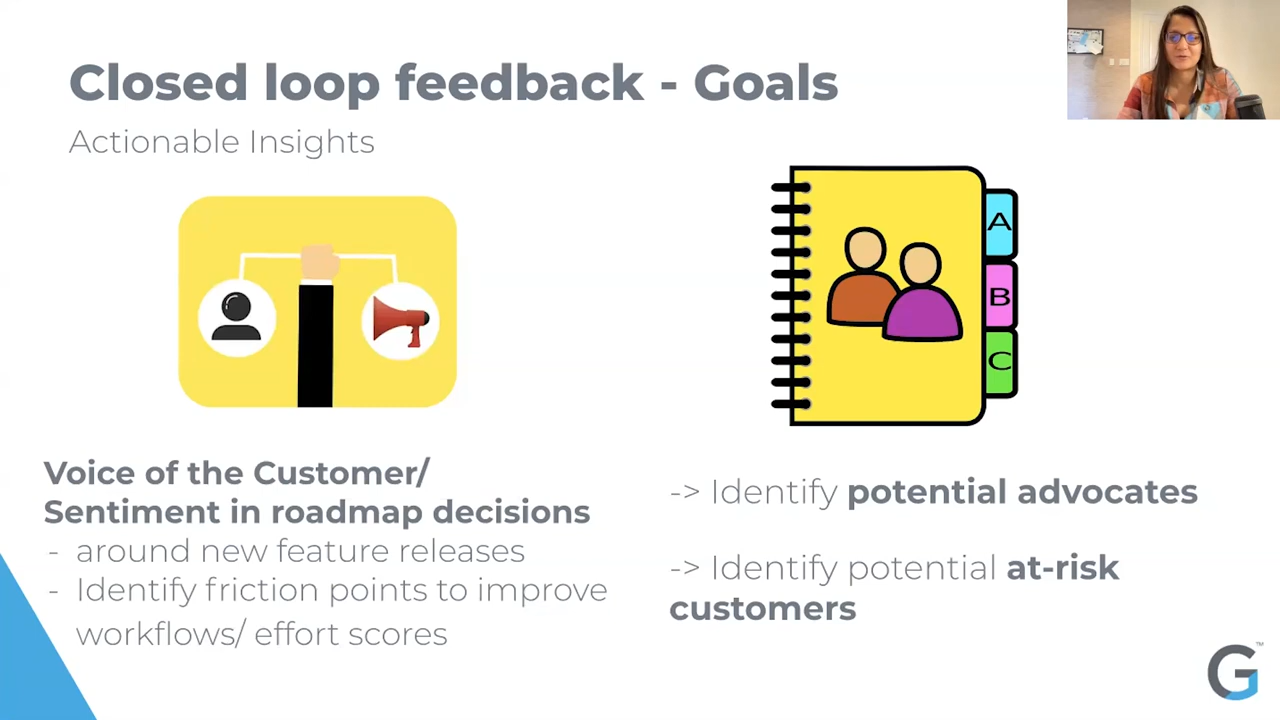 Closed loop feedback - Goals
Actionable Insights
A
B
C
Voice of the Customer/
Sentiment in roadmap decisions
- around new feature releases
- Identify friction points to improve
workflows/ effort scores
-> Identify potential advocates
-> Identify potential at-risk
customers
G™